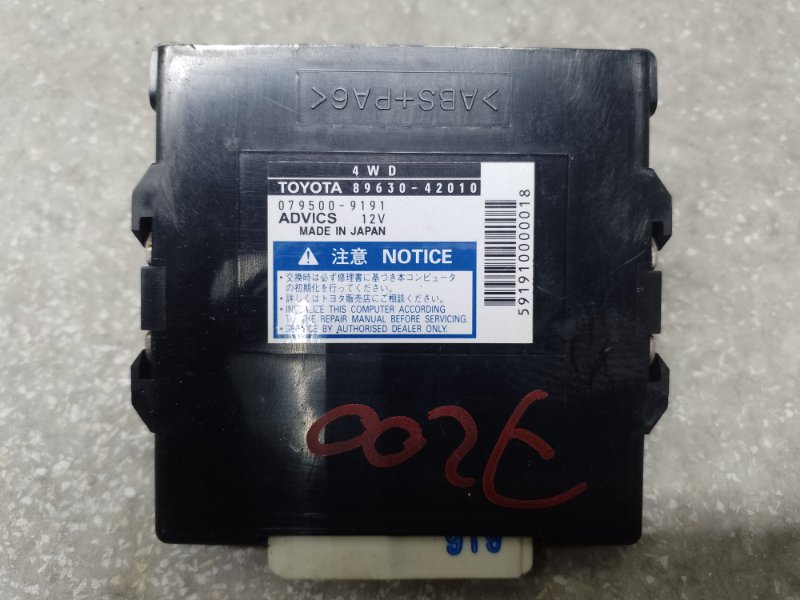 >ABS+PA6<
4WD
TOYOTA 89630-42010
079500-9191
ADVICS 12V
MADE IN JAPAN
注意 NOTICE
・交換時は必ず修理書に基づき本コンピュータ
の初期化を行ってください。
・詳しくはトヨタ販売店にご相談ください。
・INITIALIZE THIS COMPUTER ACCORDING
TO THE REPAIR MANUAL BEFORE SERVICING.
・SERVICE BY AUTHORISED DEALER ONLY.
591910000018